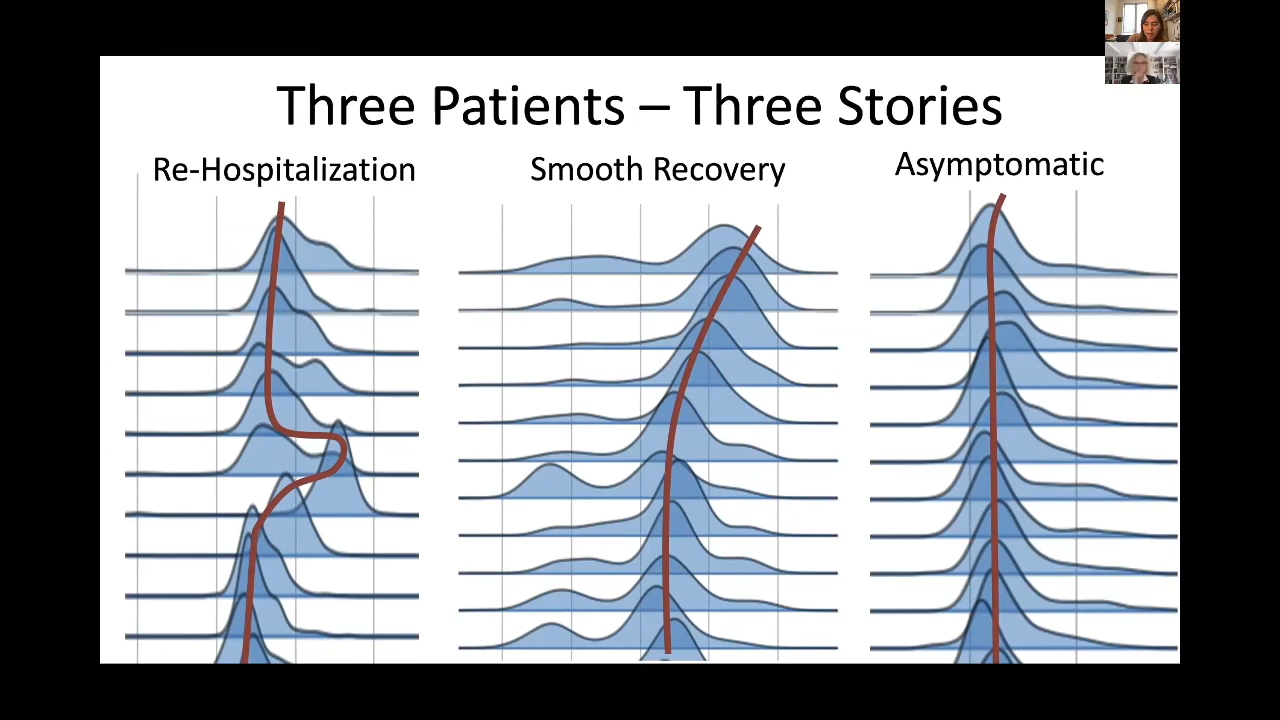 Three Patients – Three Stories
Re-Hospitalization
Smooth Recovery
Asymptomatic